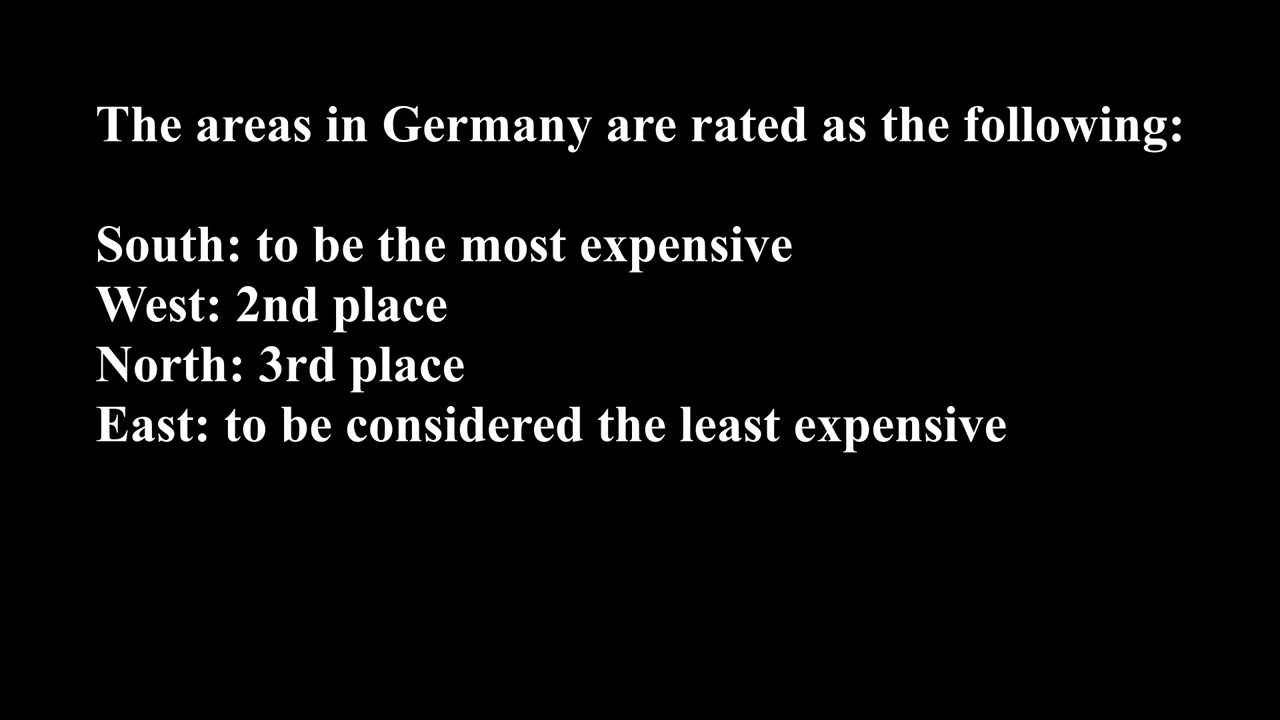 The areas in Germany are rated as the following:
South: to be the most expensive
West: 2nd place
North: 3rd place
East: to be considered the least expensive